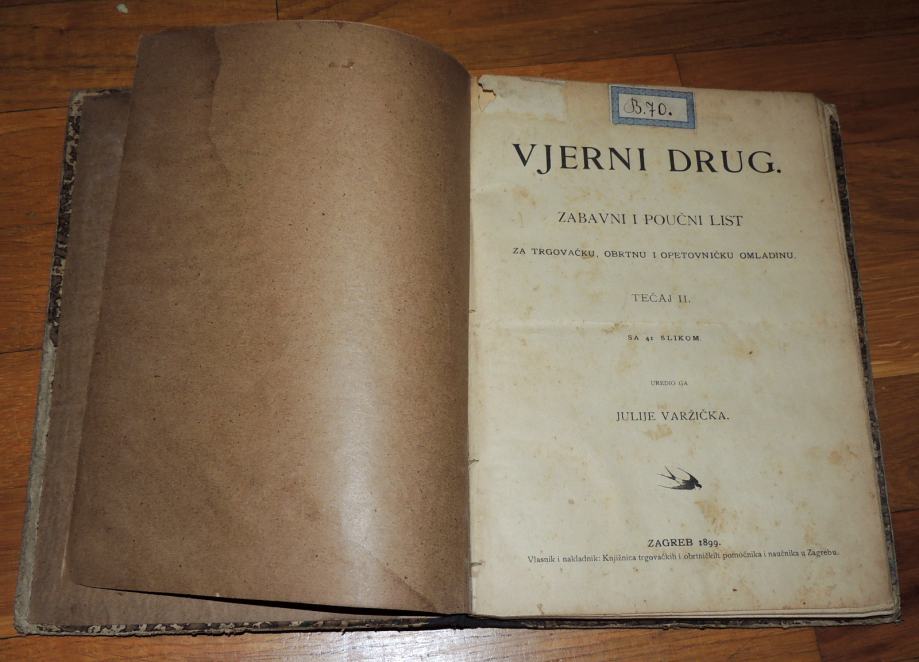 B.70.
VJERNI DRUG.
ZABAVNI I POUČNI LIST
ZA TRGOVAČKU, OBRTNU I OPETOVNIČKU OMLADINU.
TEČAJ II.
SA 41 SLIKOM.
UREDIO GA
JULIJE VARŽIČKA.
ZAGREB 1899.
Vlasnik i nakladnik: Knjižnica trgovačkih i obrtničkih pomoćnika i naučnika u Zagrebu.